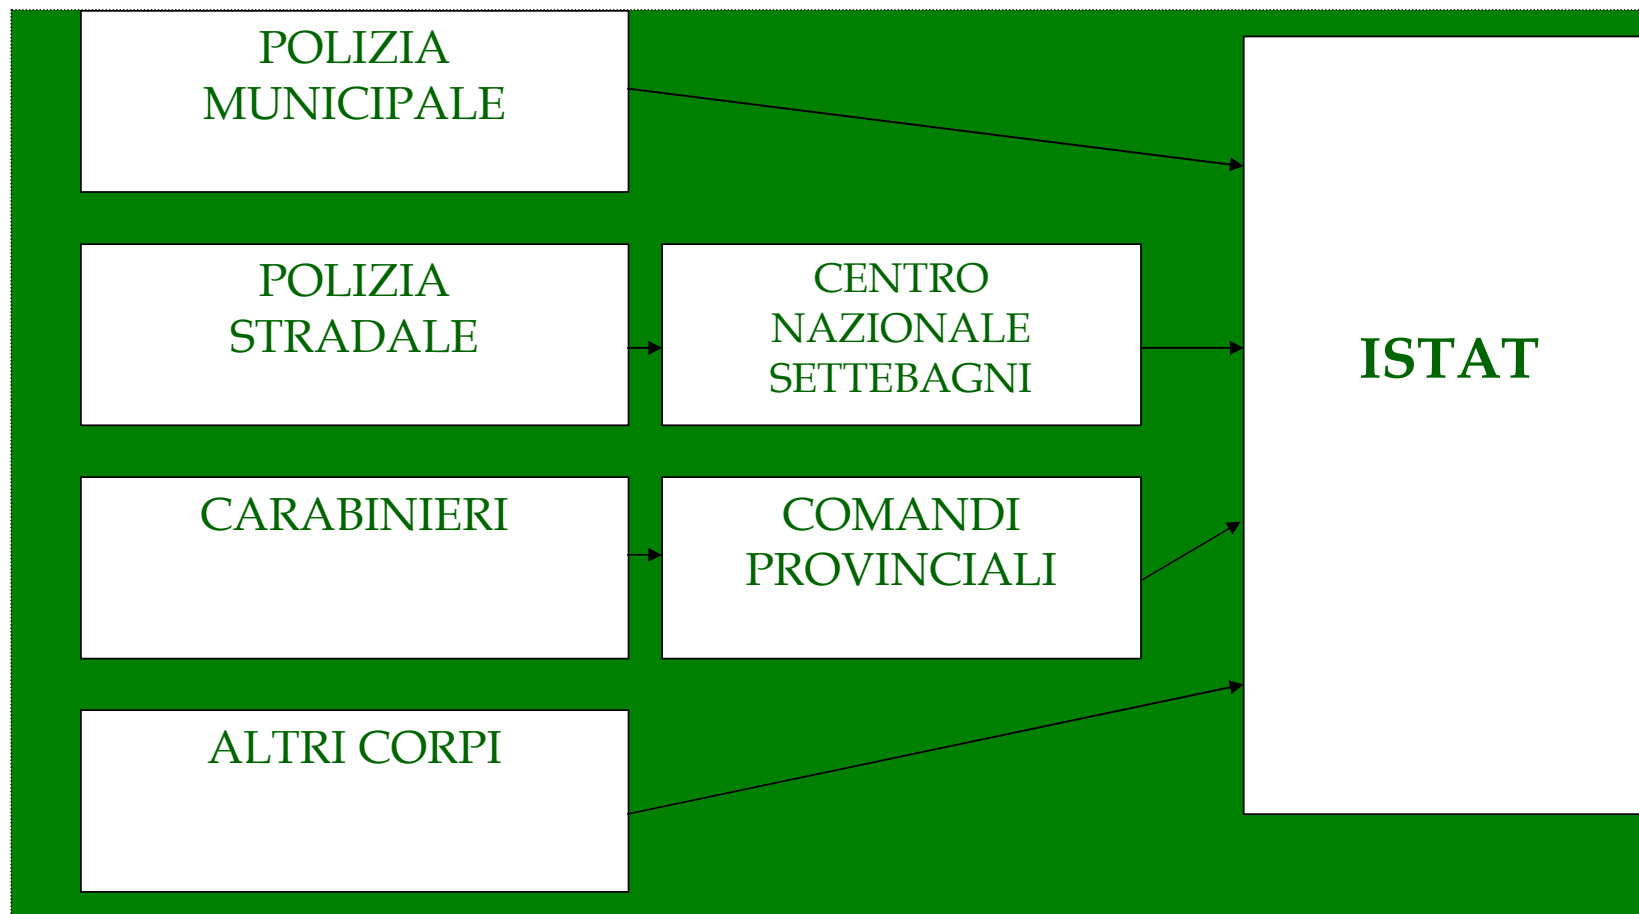 POLIZIA
MUNICIPALE
POLIZIA
STRADALE
CENTRO
NAZIONALE
SETTEBAGNI
ISTAT
CARABINIERI
COMANDI
PROVINCIALI
ALTRI CORPI